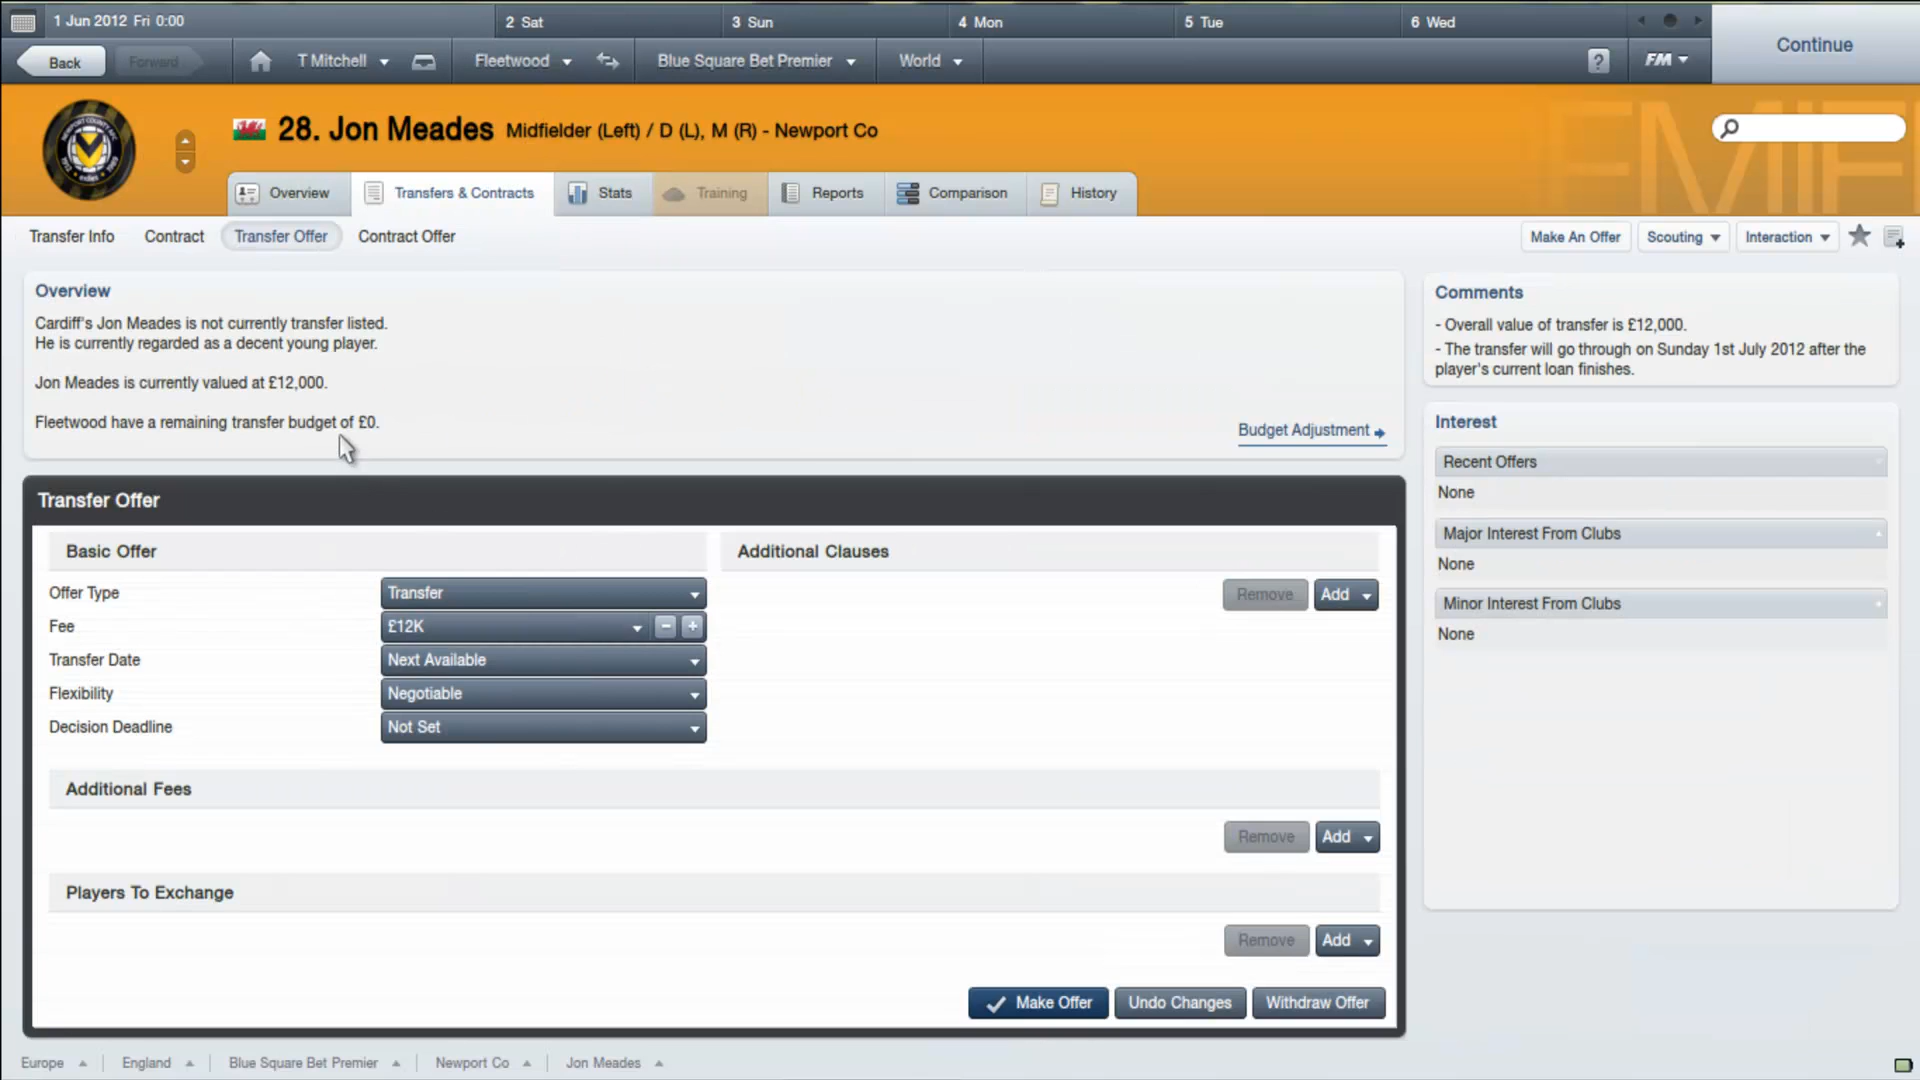 1 Jun 2012 Fri 0:00
2 Sat
3 Sun
4 Mon
5 Tue
6 Wed
Continue
Back
Forward
T Mitchell
Fleetwood
Blue Square Bet Premier
World
?
FM
28. Jon Meades Midfielder (Left) / D (L), M (R) - Newport Co
Overview
Transfers & Contracts
Stats
Training
Reports
Comparison
History
Transfer Info
Contract
Transfer Offer
Contract Offer
Make An Offer
Scouting
Interaction
Overview
Cardiff's Jon Meades is not currently transfer listed.
He is currently regarded as a decent young player.
Jon Meades is currently valued at £12,000.
Fleetwood have a remaining transfer budget of £0.
Budget Adjustment
Comments
- Overall value of transfer is £12,000.
- The transfer will go through on Sunday 1st July 2012 after the
player's current loan finishes.
Interest
Recent Offers
None
Major Interest From Clubs
None
Minor Interest From Clubs
None
Transfer Offer
Basic Offer
Offer Type Transfer
Fee £12K
Transfer Date Next Available
Flexibility Negotiable
Decision Deadline Not Set
Additional Clauses
Remove Add
Additional Fees
Remove Add
Players To Exchange
Remove Add
Make Offer
Undo Changes
Withdraw Offer
Europe
England
Blue Square Bet Premier
Newport Co
Jon Meades